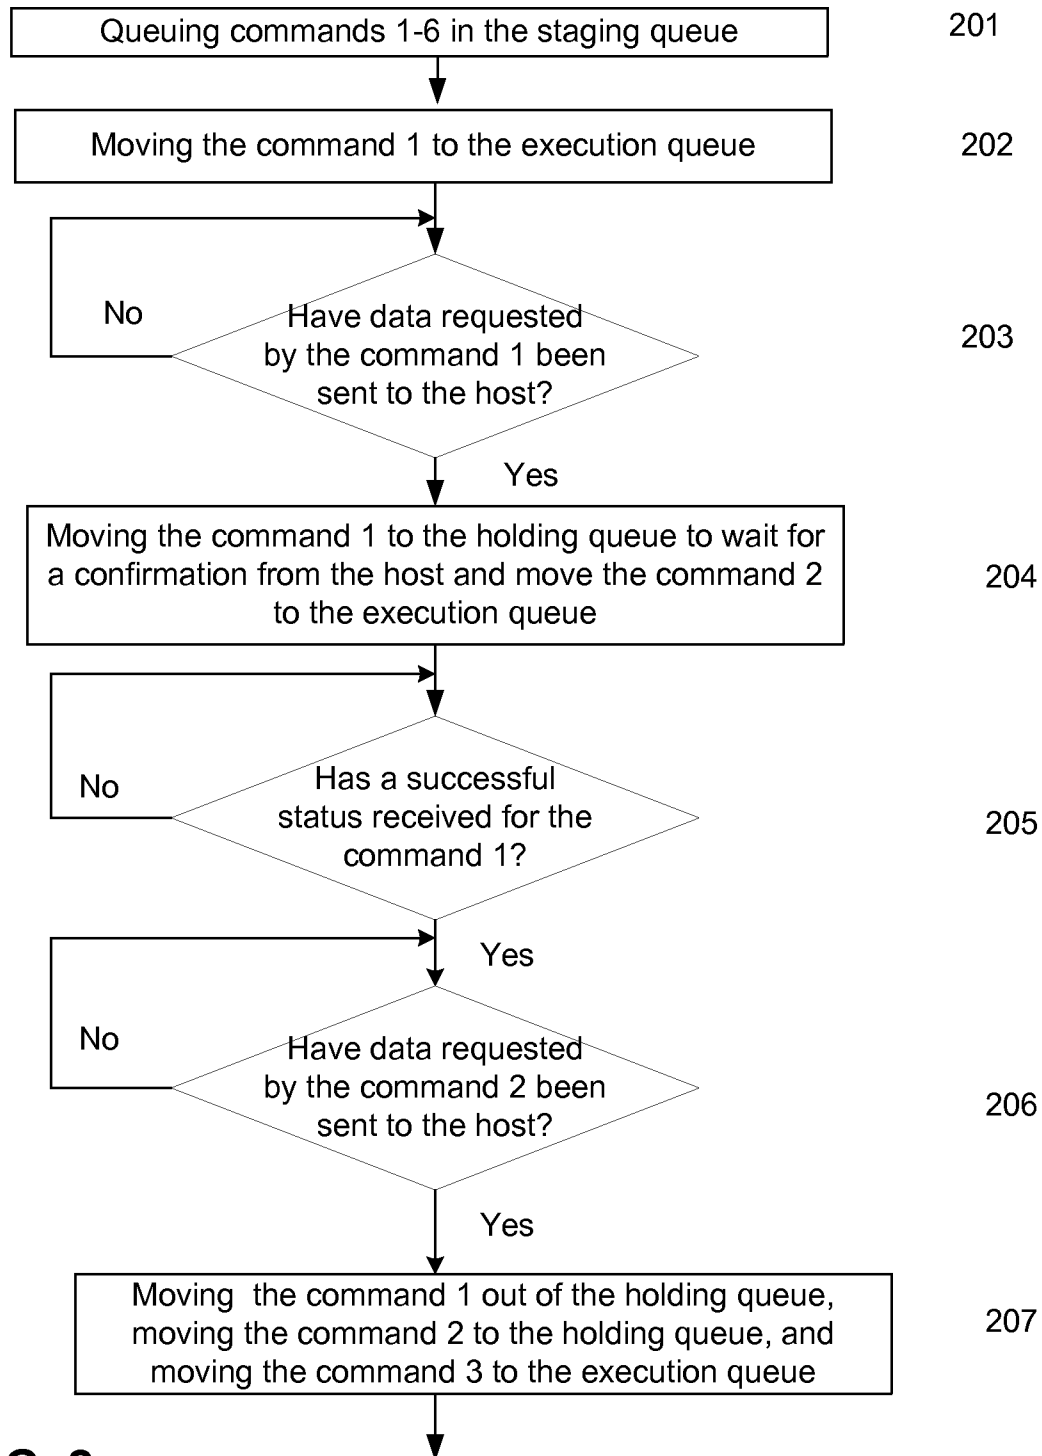 Queuing commands 1-6 in the staging queue
201
Moving the command 1 to the execution queue
202
No
Have data requested
by the command 1 been
sent to the host?
203
Yes
Moving the command 1 to the holding queue to wait for
a confirmation from the host and move the command 2
to the execution queue
204
No
Has a successful
status received for the
command 1?
205
Yes
No
Have data requested
by the command 2 been
sent to the host?
206
Yes
Moving the command 1 out of the holding queue,
moving the command 2 to the holding queue, and
moving the command 3 to the execution queue
207